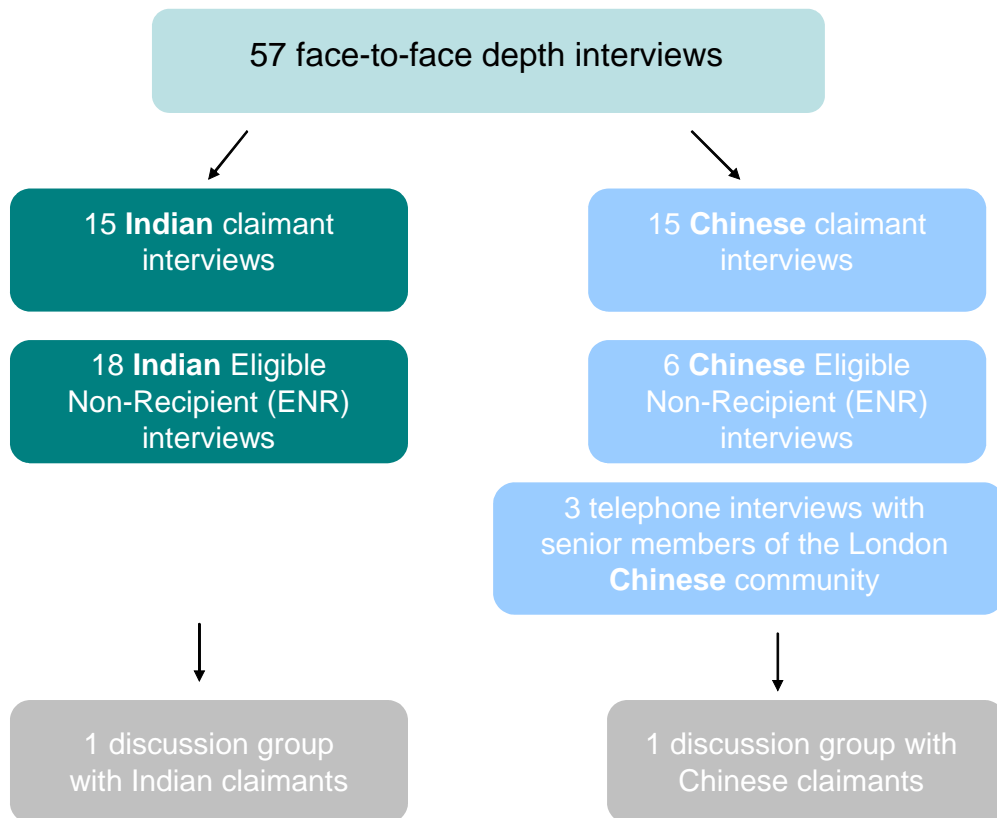 57 face-to-face depth interviews
15 Indian claimant
interviews
15 Chinese claimant
interviews
18 Indian Eligible
Non-Recipient (ENR)
interviews
6 Chinese Eligible
Non-Recipient (ENR)
interviews
3 telephone interviews with
senior members of the London
Chinese community
1 discussion group
with Indian claimants
1 discussion group with
Chinese claimants